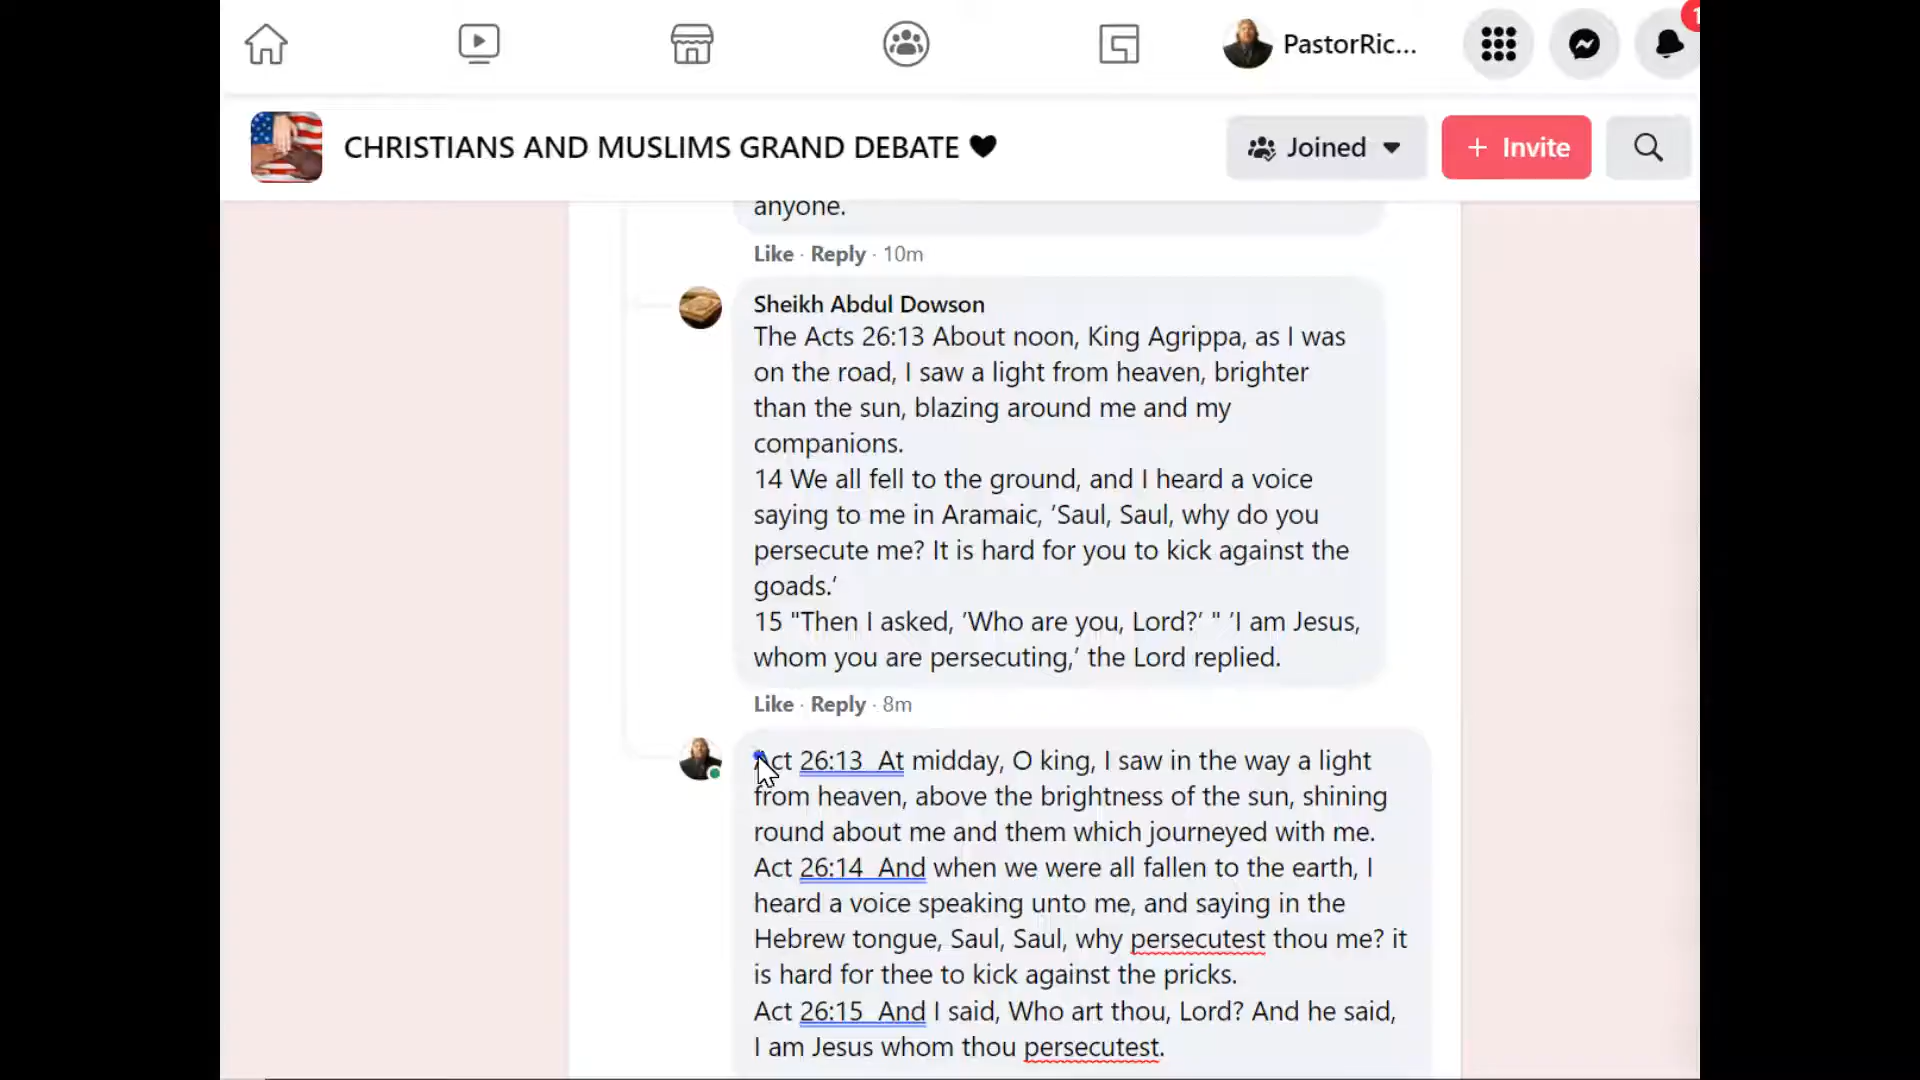 PastorRic...
CHRISTIANS AND MUSLIMS GRAND DEBATE 🖤
Joined
+ Invite
anyone.
Like · Reply · 10m
Sheikh Abdul Dowson
The Acts 26:13 About noon, King Agrippa, as I was
on the road, I saw a light from heaven, brighter
than the sun, blazing around me and my
companions.
14 We all fell to the ground, and I heard a voice
saying to me in Aramaic, 'Saul, Saul, why do you
persecute me? It is hard for you to kick against the
goads.'
15 "Then I asked, 'Who are you, Lord?' " 'I am Jesus,
whom you are persecuting,' the Lord replied.
Like · Reply · 8m
Act 26:13  At midday, O king, I saw in the way a light
from heaven, above the brightness of the sun, shining
round about me and them which journeyed with me.
Act 26:14  And when we were all fallen to the earth, I
heard a voice speaking unto me, and saying in the
Hebrew tongue, Saul, Saul, why persecutest thou me? it
is hard for thee to kick against the pricks.
Act 26:15  And I said, Who art thou, Lord? And he said,
I am Jesus whom thou persecutest.